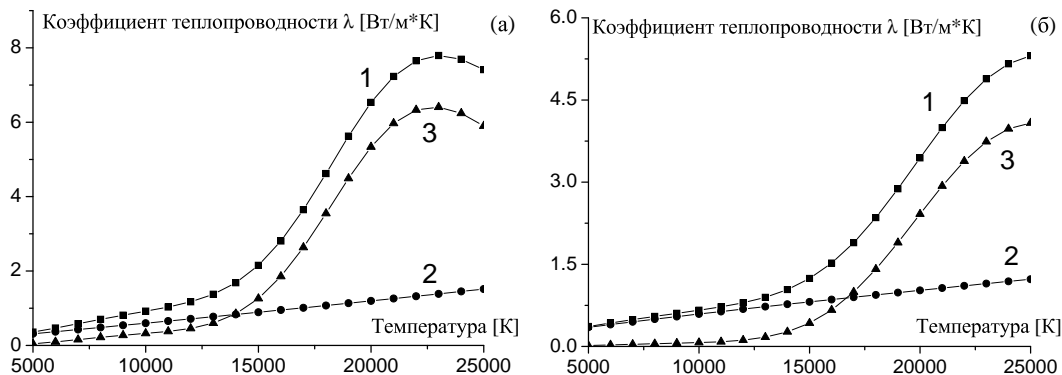 Коэффициент теплопроводности λ [Вт/м*К] (а)
8
6
4
2
0
1
3
2
Температура [К]
5000 10000 15000 20000 25000
Коэффициент теплопроводности λ [Вт/м*К] (б)
6.0
4.5
3.0
1.5
0.0
1
3
2
Температура [К]
5000 10000 15000 20000 25000